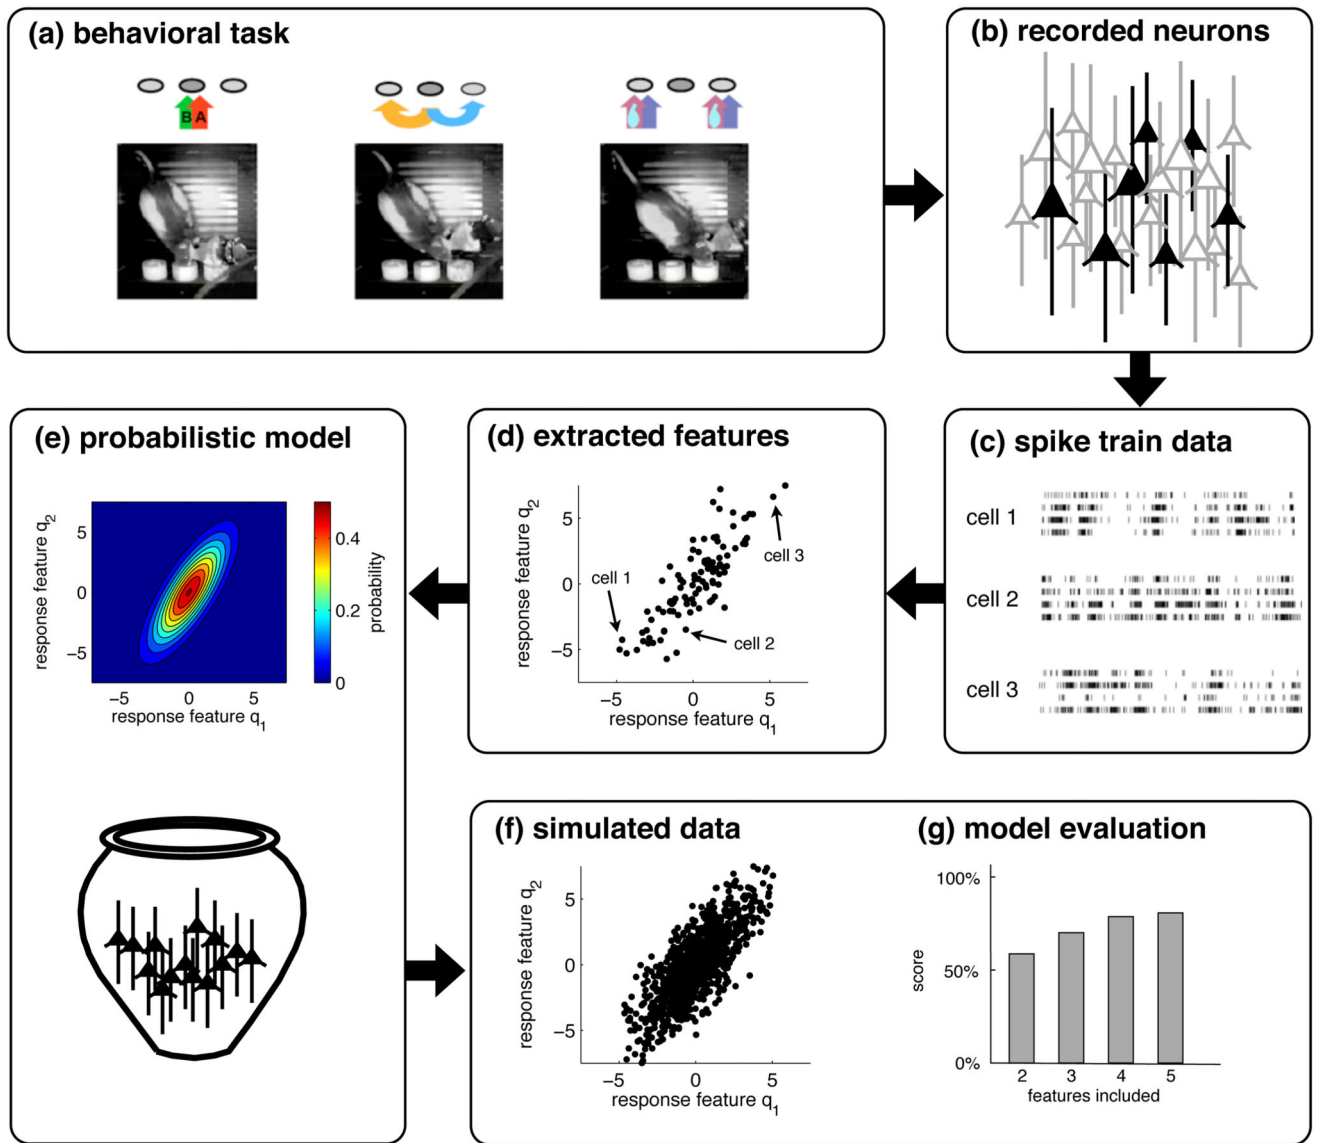 (a) behavioral task
B A
(b) recorded neurons
(c) spike train data
cell 1
cell 2
cell 3
(d) extracted features
response feature q2
5
0
−5
cell 1
cell 3
cell 2
−5 0 5
response feature q1
(e) probabilistic model
response feature q2
5
0
−5
−5 0 5
response feature q1
0.4
0.2
0
probability
(f) simulated data
response feature q2
5
0
−5
−5 0 5
response feature q1
(g) model evaluation
100%
50%
0%
score
2 3 4 5
features included